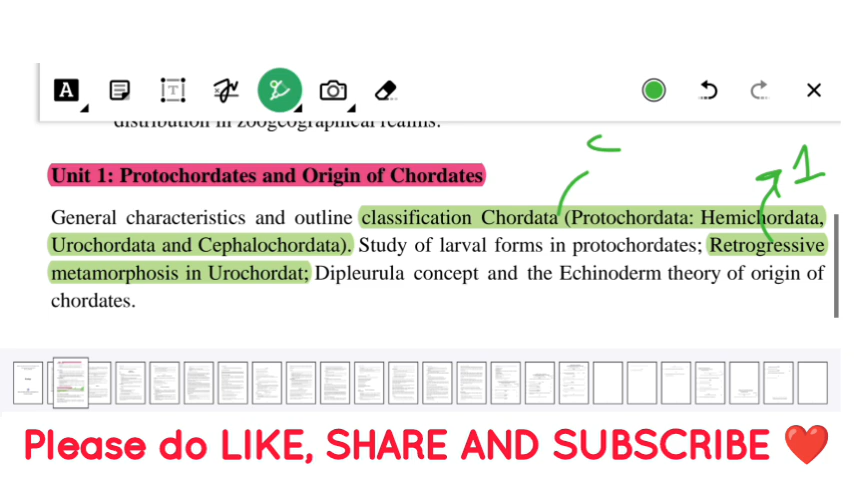 A
T
distribution in zoogeographical realms.
1
Unit 1: Protochordates and Origin of Chordates
General characteristics and outline classification Chordata (Protochordata: Hemichordata,
Urochordata and Cephalochordata). Study of larval forms in protochordates; Retrogressive
metamorphosis in Urochordat; Dipleurula concept and the Echinoderm theory of origin of
chordates.
Please do LIKE, SHARE AND SUBSCRIBE ❤️